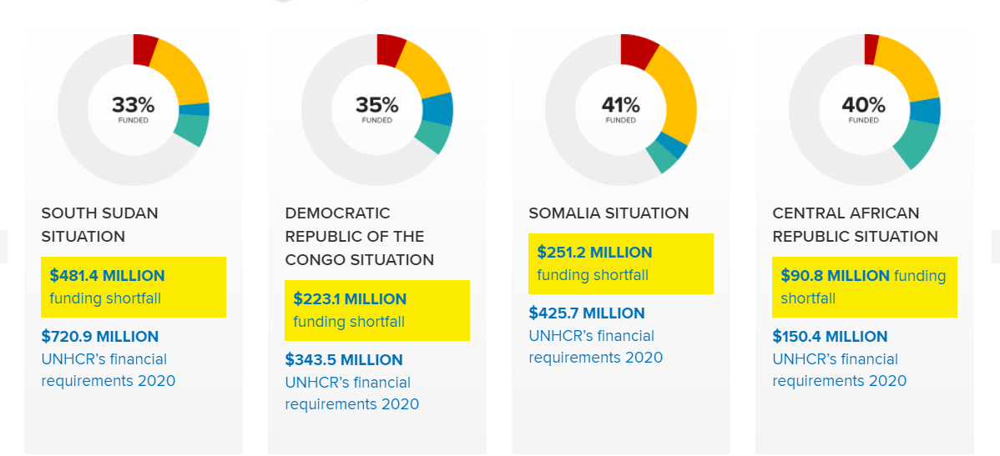 33%
FUNDED
SOUTH SUDAN
SITUATION
$481.4 MILLION
funding shortfall
$720.9 MILLION
UNHCR’s financial
requirements 2020
35%
FUNDED
DEMOCRATIC
REPUBLIC OF THE
CONGO SITUATION
$223.1 MILLION
funding shortfall
$343.5 MILLION
UNHCR’s financial
requirements 2020
41%
FUNDED
SOMALIA SITUATION
$251.2 MILLION
funding shortfall
$425.7 MILLION
UNHCR’s financial
requirements 2020
40%
FUNDED
CENTRAL AFRICAN
REPUBLIC SITUATION
$90.8 MILLION funding
shortfall
$150.4 MILLION
UNHCR’s financial
requirements 2020